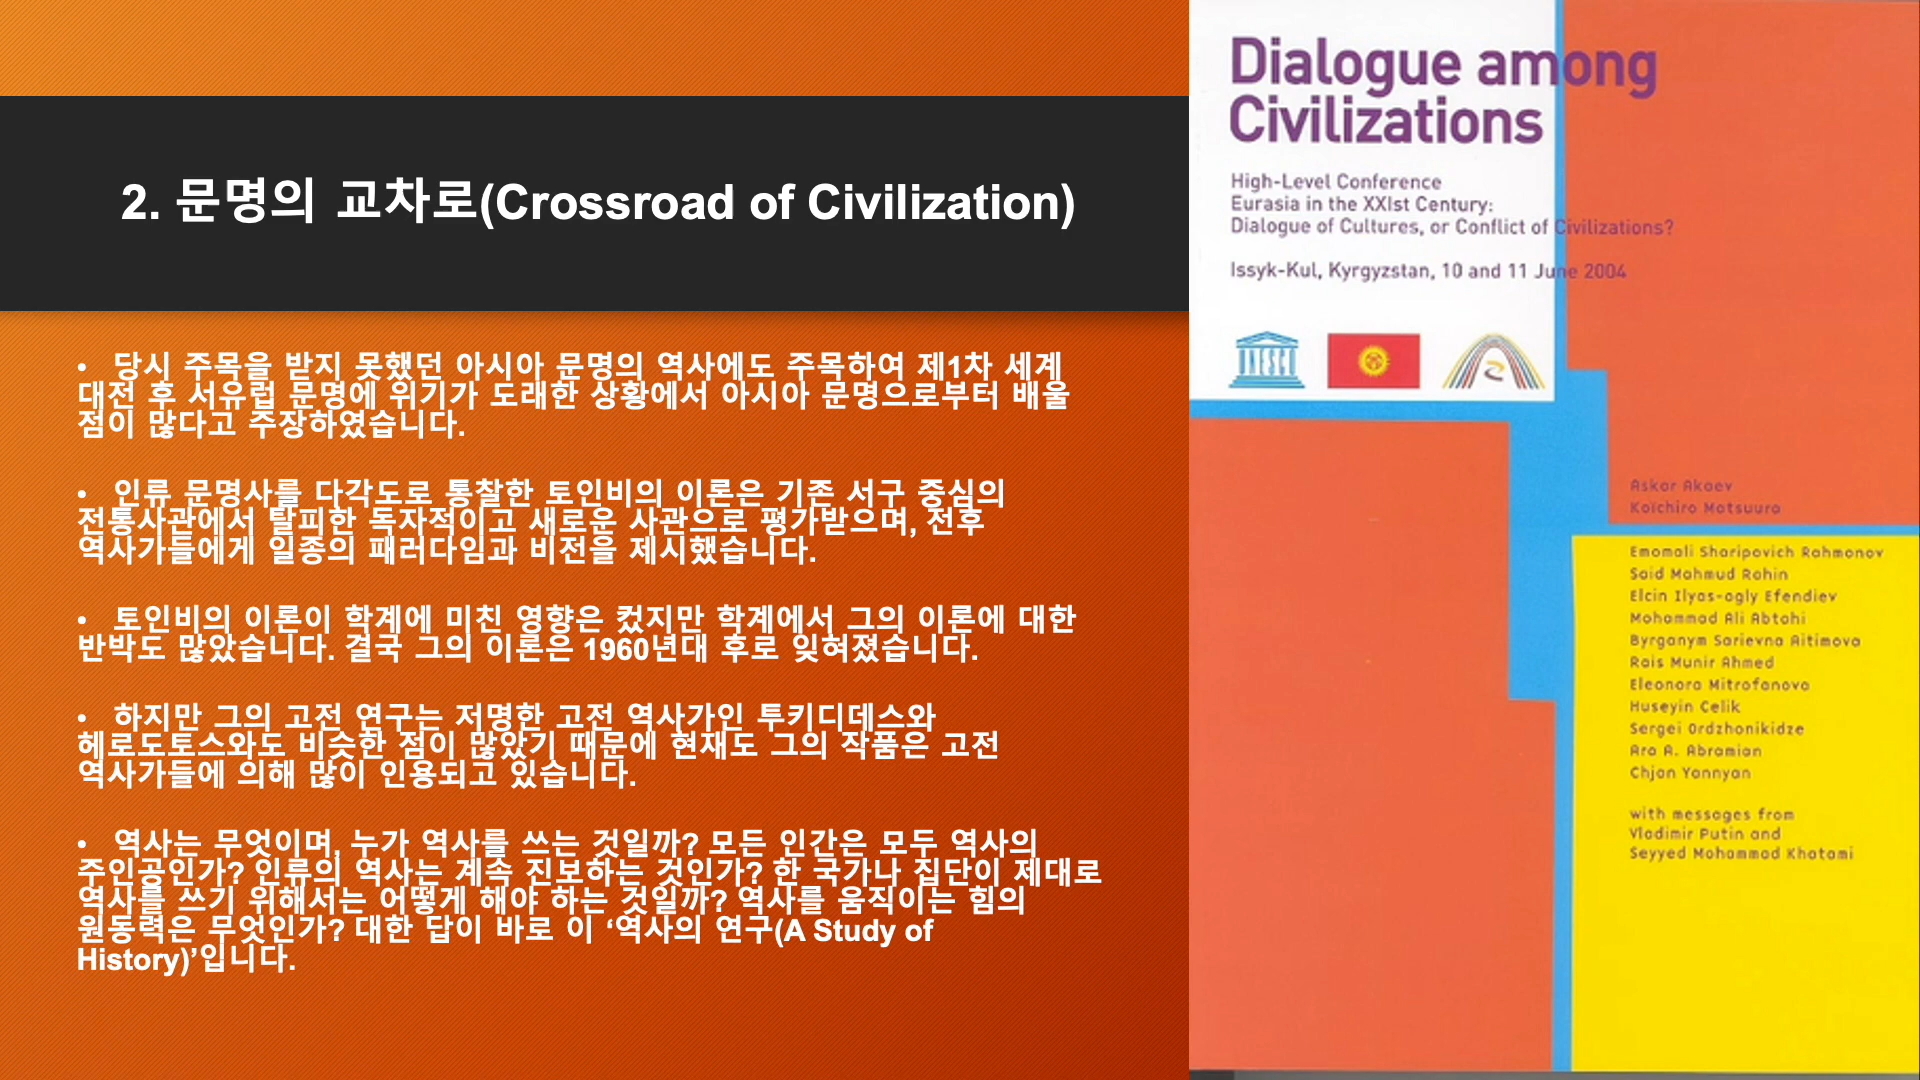 2. 문명의 교차로(Crossroad of Civilization)
• 당시 주목을 받지 못했던 아시아 문명의 역사에도 주목하여 제1차 세계
대전 후 서유럽 문명에 위기가 도래한 상황에서 아시아 문명으로부터 배울
점이 많다고 주장하였습니다.
• 인류 문명사를 다각도로 통찰한 토인비의 이론은 기존 서구 중심의
전통사관에서 탈피한 독자적이고 새로운 사관으로 평가받으며, 전후
역사가들에게 일종의 패러다임과 비전을 제시했습니다.
• 토인비의 이론이 학계에 미친 영향은 컸지만 학계에서 그의 이론에 대한
반박도 많았습니다. 결국 그의 이론은 1960년대 후로 잊혀졌습니다.
• 하지만 그의 고전 연구는 저명한 고전 역사가인 투키디데스와
헤로도토스와도 비슷한 점이 많았기 때문에 현재도 그의 작품은 고전
역사가들에 의해 많이 인용되고 있습니다.
• 역사는 무엇이며, 누가 역사를 쓰는 것일까? 모든 인간은 모두 역사의
주인공인가? 인류의 역사는 계속 진보하는 것인가? 한 국가나 집단이 제대로
역사를 쓰기 위해서는 어떻게 해야 하는 것일까? 역사를 움직이는 힘의
원동력은 무엇인가? 대한 답이 바로 이 ‘역사의 연구(A Study of
History)’입니다.
Dialogue among
Civilizations
High-Level Conference
Eurasia in the XXIst Century:
Dialogue of Cultures, or Conflict of Civilizations?
Issyk-Kul, Kyrgyzstan, 10 and 11 June 2004
UNESCO
Askar Akaev
Koïchiro Matsuura
Emomali Sharipovich Rahmonov
Said Mahmud Rahin
Elcin Ilyas-ogly Efendiev
Mohammad Ali Abtahi
Byrganym Sarievna Aitimova
Rais Munir Ahmed
Eleonora Mitrofanova
Huseyin Celik
Sergei Ordzhonikidze
Ara A. Abramian
Chjan Yannyan
with messages from
Vladimir Putin and
Seyyed Mohammad Khatami